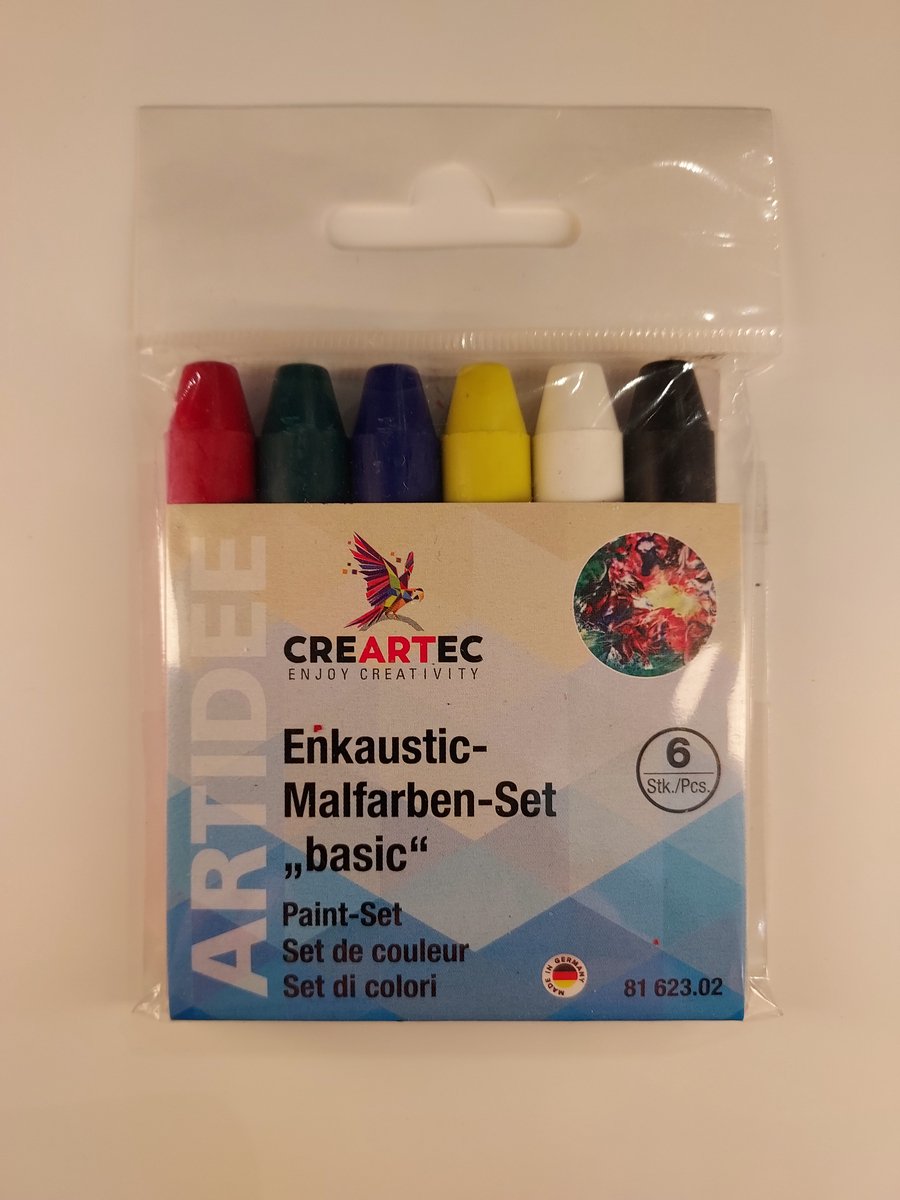 ARTIDEE
CREARTEC
ENJOY CREATIVITY
Enkaustic-
Malfarben-Set
„basic“
6
Stk./Pcs.
Paint-Set
Set de couleur
Set di colori
MADE IN GERMANY
81 623.02